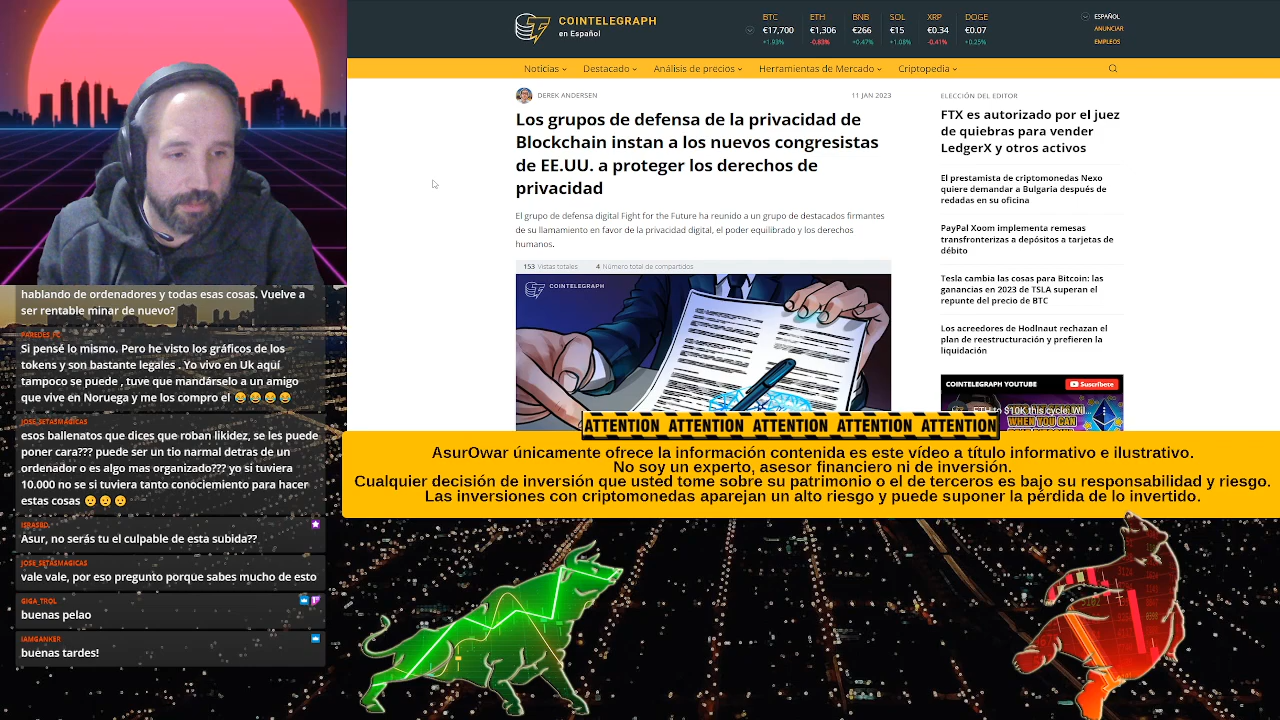 COINTELEGRAPH
en Español
BTC ETH BNB SOL XRP DOGE
€17,700 €1,306 €266 €15 €0.34 €0.07
+1.93% -0.83% +0.47% +1.08% -0.41% +0.25%
ESPAÑOL
ANUNCIAR
EMPLEOS
Noticias Destacado Análisis de precios Herramientas de Mercado Criptopedia
DEREK ANDERSEN 11 JAN 2023
Los grupos de defensa de la privacidad de
Blockchain instan a los nuevos congresistas
de EE.UU. a proteger los derechos de
privacidad
El grupo de defensa digital Fight for the Future ha reunido a un grupo de destacados firmantes
de su llamamiento en favor de la privacidad digital, el poder equilibrado y los derechos
humanos.
153 Vistas totales 4 Número total de compartidos
COINTELEGRAPH
ELECCIÓN DEL EDITOR
FTX es autorizado por el juez
de quiebras para vender
LedgerX y otros activos
El prestamista de criptomonedas Nexo
quiere demandar a Bulgaria después de
redadas en su oficina
PayPal Xoom implementa remesas
transfronterizas a depósitos a tarjetas de
débito
Tesla cambia las cosas para Bitcoin: las
ganancias en 2023 de TSLA superan el
repunte del precio de BTC
Los acreedores de Hodlnaut rechazan el
plan de reestructuración y prefieren la
liquidación
COINTELEGRAPH YOUTUBE Suscríbete
ETH to $10K this cycle: Wil...
WHEN YOU CAN
hablando de ordenadores y todas esas cosas. Vuelve a
ser rentable minar de nuevo?
PAREDES_FC
Si pensé lo mismo. Pero he visto los gráficos de los
tokens y son bastante legales . Yo vivo en Uk aquí
tampoco se puede , tuve que mandárselo a un amigo
que vive en Noruega y me los compro el
JOSE_SETASMAGICAS
esos ballenatos que dices que roban likidez, se les puede
poner cara??? puede ser un tio normal detras de un
ordenador o es algo mas organizado??? yo si tuviera
10.000 no se si tuviera tanto conociemiento para hacer
estas cosas
ISRASBD_
Asur, no serás tu el culpable de esta subida??
JOSE_SETASMAGICAS
vale vale, por eso pregunto porque sabes mucho de esto
GIGA_TROL
buenas pelao
IAMGANKER
buenas tardes!
ATTENTION ATTENTION ATTENTION ATTENTION ATTENTION
AsurOwar únicamente ofrece la información contenida es este vídeo a título informativo e ilustrativo.
No soy un experto, asesor financiero ni de inversión.
Cualquier decisión de inversión que usted tome sobre su patrimonio o el de terceros es bajo su responsabilidad y riesgo.
Las inversiones con criptomonedas aparejan un alto riesgo y puede suponer la pérdida de lo invertido.